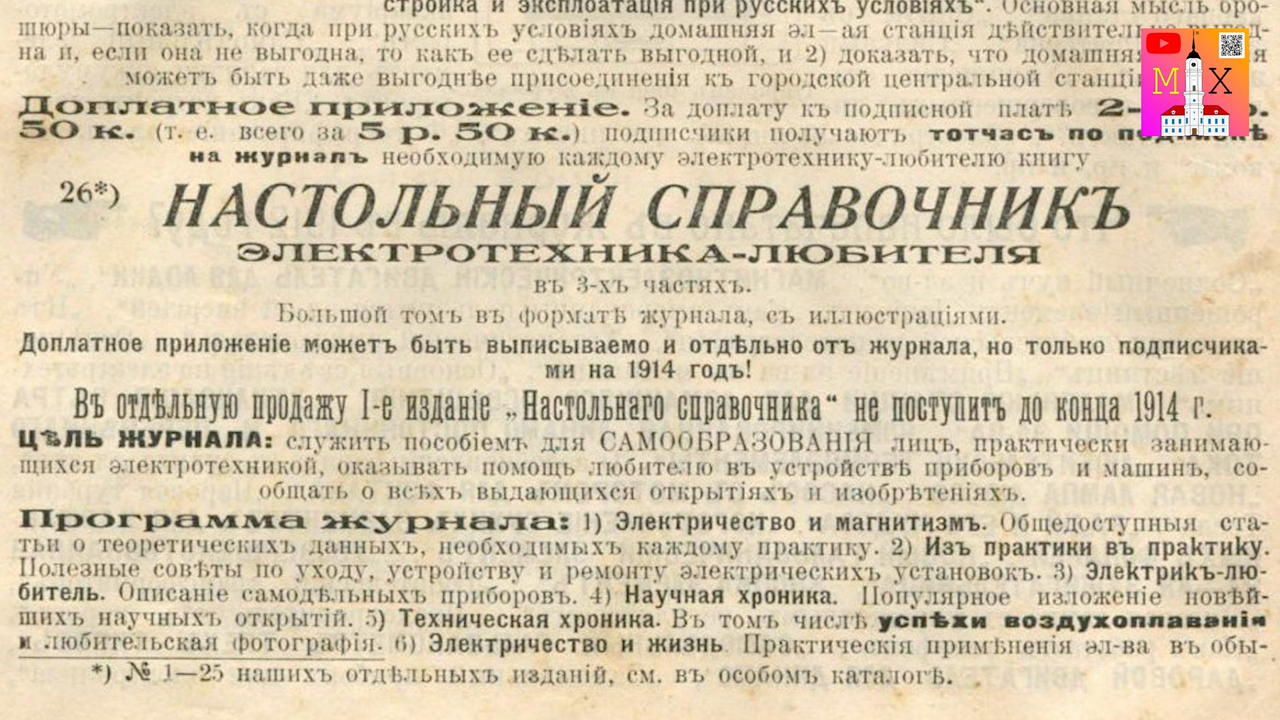 стройка и эксплоатація при русскихъ условіяхъ“. Основная мысль бро-
шюры—показать, когда при русскихъ условіяхъ домашняя эл—ая станція
на и, если она не выгодна, то какъ ее сдѣлать выгодной, и 2) доказать, что
можетъ быть даже выгоднѣе присоединенія къ городской центральной
Доплатное приложеніе. За доплату къ подписной платѣ
50 к. (т. е. всего за 5 р. 50 к.) подписчики получаютъ тотчасъ по подпискѣ
на журналъ необходимую каждому электротехнику-любителю книгу
26*) НАСТОЛЬНЫЙ СПРАВОЧНИКЪ
ЭЛЕКТРОТЕХНИКА-ЛЮБИТЕЛЯ
въ 3-хъ частяхъ.
Большой томъ въ форматѣ журнала, съ иллюстраціями.
Доплатное приложеніе можетъ быть выписываемо и отдѣльно отъ журнала, но только подписчика-
ми на 1914 годъ!
Въ отдѣльную продажу 1-е изданіе „Настольнаго справочника“ не поступитъ до конца 1914 г.
ЦѢЛЬ ЖУРНАЛА: служить пособіемъ для САМООБРАЗОВАНІЯ лицъ, практически занимаю-
щихся электротехникой, оказывать помощь любителю въ устройствѣ приборовъ и машинъ, со-
общать о всѣхъ выдающихся открытіяхъ и изобрѣтеніяхъ.
Программа журнала: 1) Электричество и магнитизмъ. Общедоступныя ста-
тьи о теоретическихъ данныхъ, необходимыхъ каждому практику. 2) Изъ практики въ практику.
Полезные совѣты по уходу, устройству и ремонту электрическихъ установокъ. 3) Электрикъ-лю-
битель. Описаніе самодѣльныхъ приборовъ. 4) Научная хроника. Популярное изложеніе новѣй-
шихъ научныхъ открытій. 5) Техническая хроника. Въ томъ числѣ успѣхи воздухоплаванія
и любительская фотографія. 6) Электричество и жизнь. Практическія примѣненія эл-ва въ обы-
*) № 1—25 нашихъ отдѣльныхъ изданій, см. въ особомъ каталогѣ.
M X